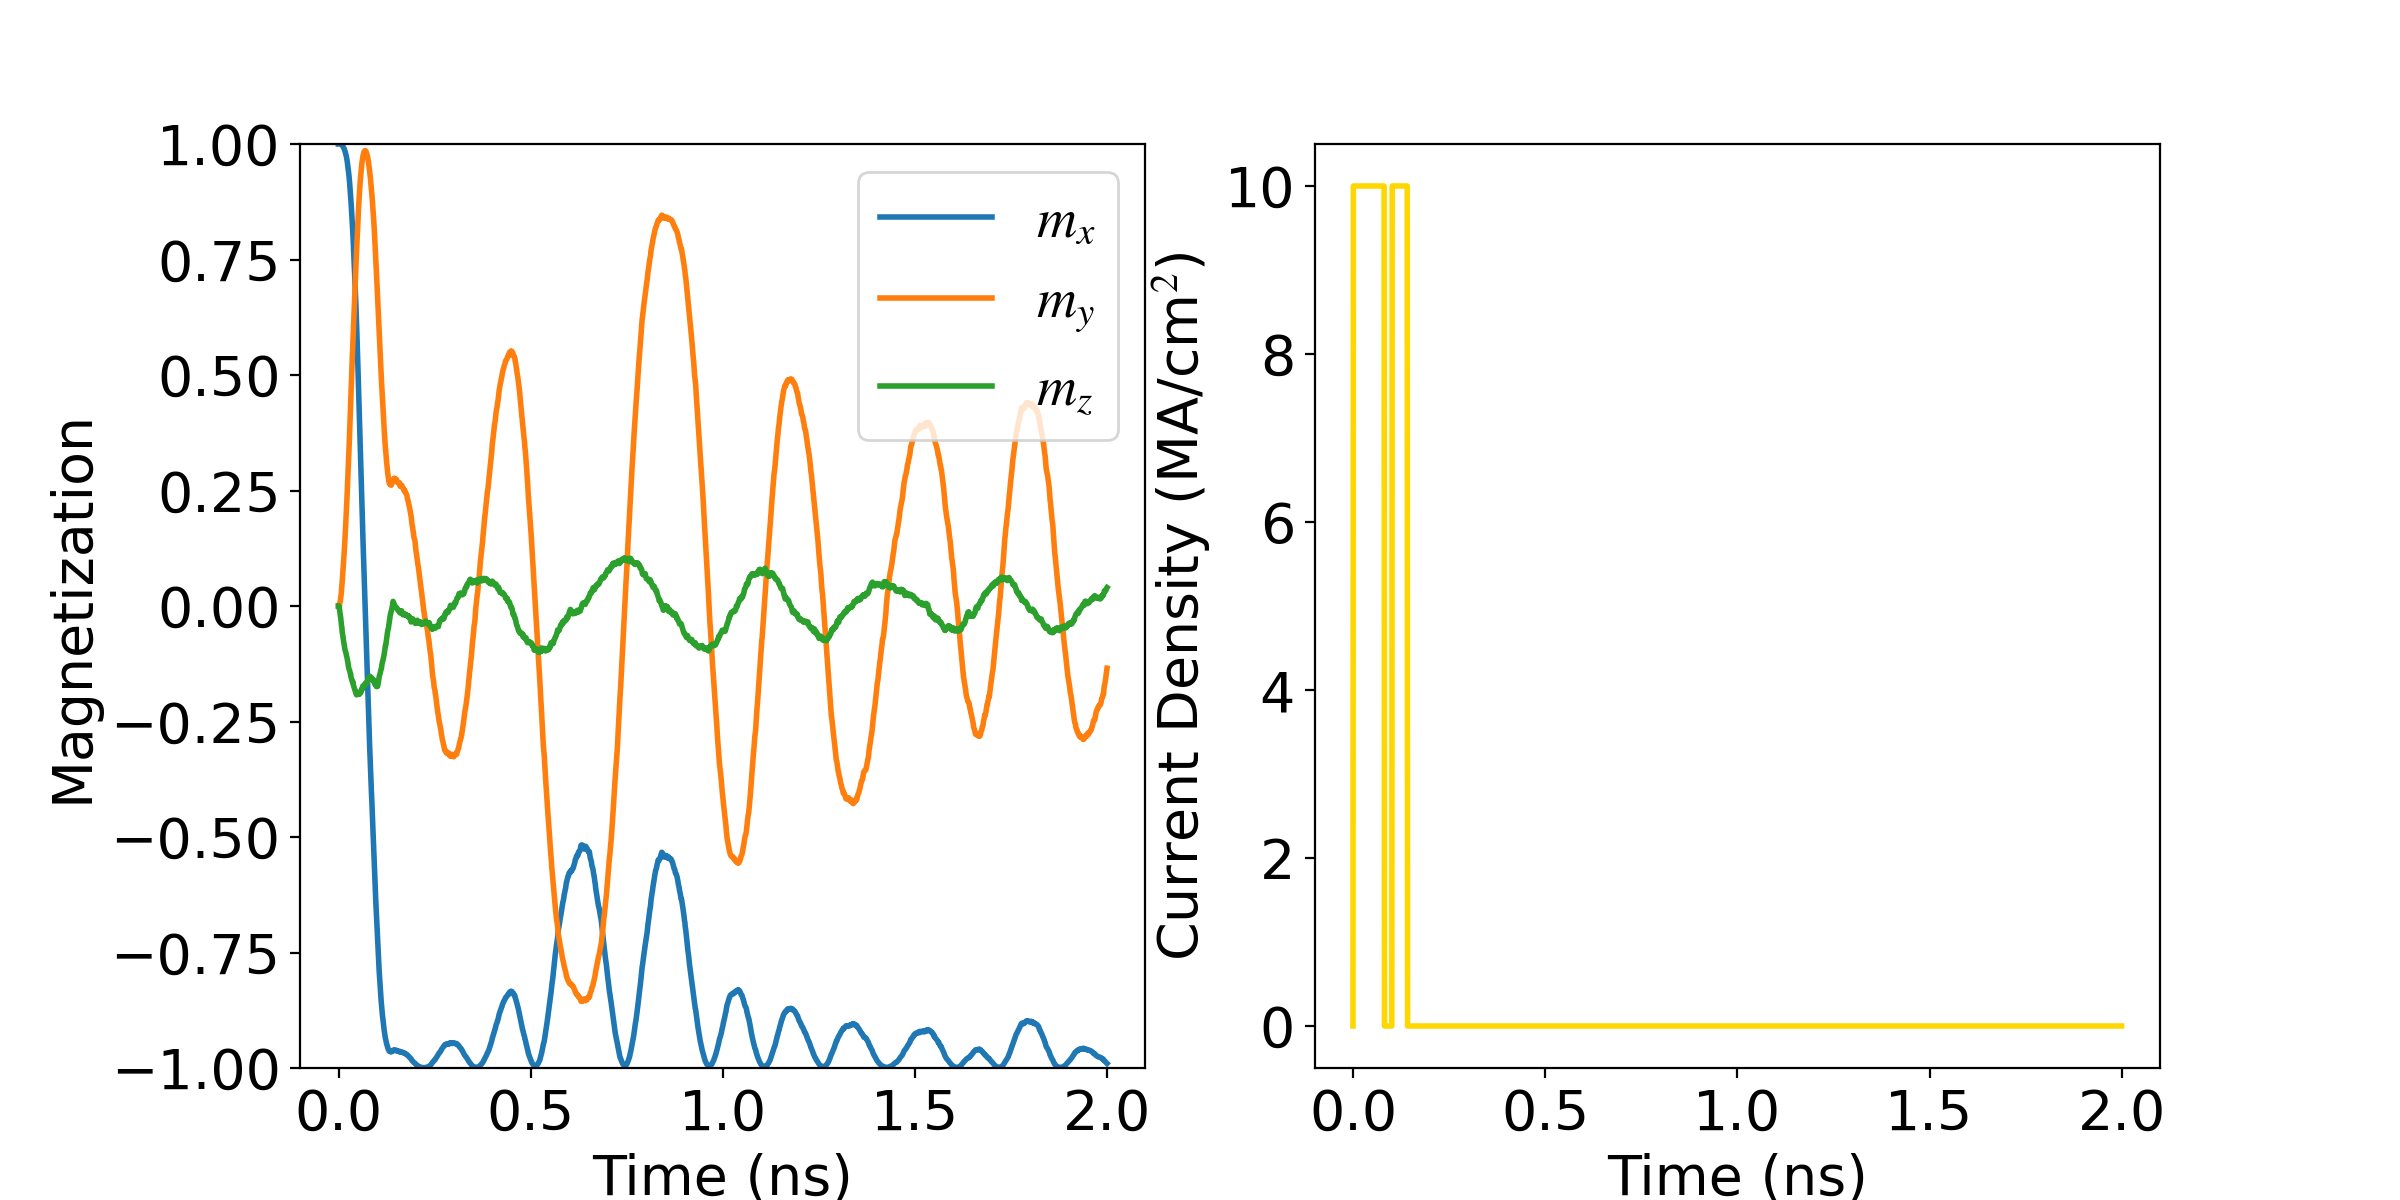 Magnetization
1.00
0.75
0.50
0.25
0.00
−0.25
−0.50
−0.75
−1.00
0.0 0.5 1.0 1.5 2.0
Time (ns)
m_x
m_y
m_z
Current Density (MA/cm²)
10
8
6
4
2
0
0.0 0.5 1.0 1.5 2.0
Time (ns)